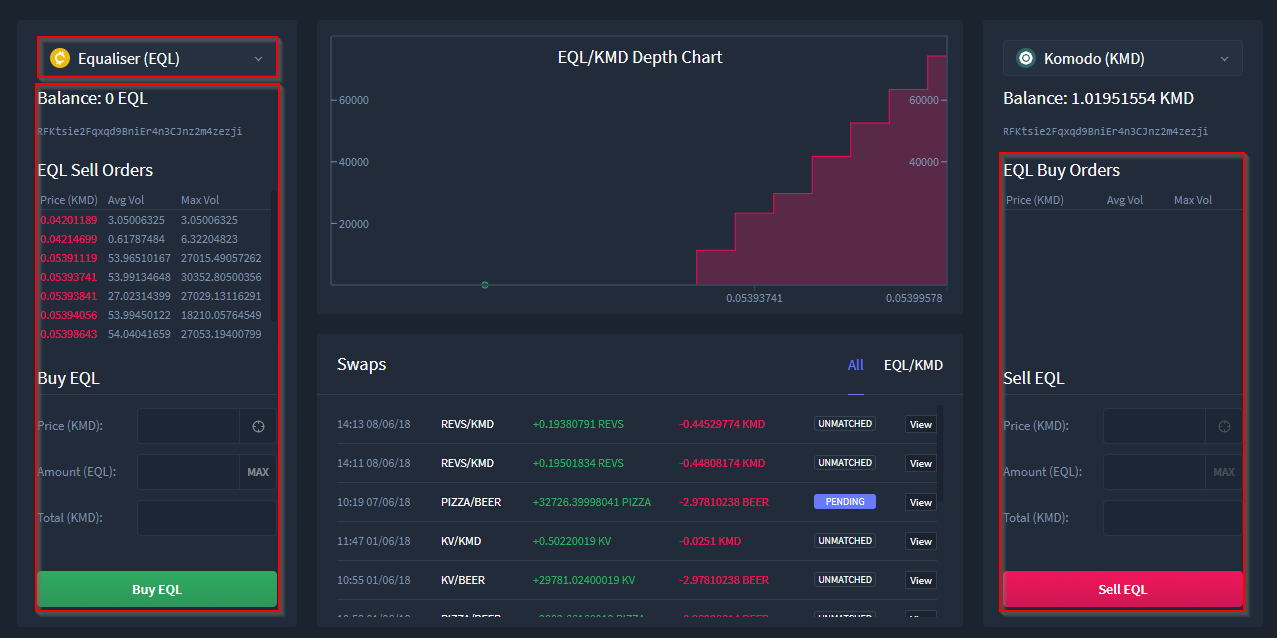 Equaliser (EQL)
Balance: 0 EQL
RFKtsie2Fqxqd9BniEr4n3CJnz2m4zezji
EQL Sell Orders
Price (KMD) Avg Vol Max Vol
0.04201189 3.05006325 3.05006325
0.04214699 0.61787484 6.32204823
0.05391119 53.96510167 27015.49057262
0.05393741 53.99134648 30352.80500356
0.05393841 27.02314399 27029.13116291
0.05394056 53.99450122 18210.05764549
0.05398643 54.04041659 27053.19400799
Buy EQL
Price (KMD):
Amount (EQL): MAX
Total (KMD):
Buy EQL
EQL/KMD Depth Chart
60000 60000
40000 40000
20000
0.05393741 0.05399578
Swaps All EQL/KMD
14:13 08/06/18 REVS/KMD +0.19380791 REVS -0.44529774 KMD UNMATCHED View
14:11 08/06/18 REVS/KMD +0.19501834 REVS -0.44808174 KMD UNMATCHED View
10:19 07/06/18 PIZZA/BEER +32726.39998041 PIZZA -2.97810238 BEER PENDING View
11:47 01/06/18 KV/KMD +0.50220019 KV -0.0251 KMD UNMATCHED View
10:55 01/06/18 KV/BEER +29781.02400019 KV -2.97810238 BEER UNMATCHED View
PIZZA/BEER UNMATCHED View
Komodo (KMD)
Balance: 1.01951554 KMD
RFKtsie2Fqxqd9BniEr4n3CJnz2m4zezji
EQL Buy Orders
Price (KMD) Avg Vol Max Vol
Sell EQL
Price (KMD):
Amount (EQL): MAX
Total (KMD):
Sell EQL